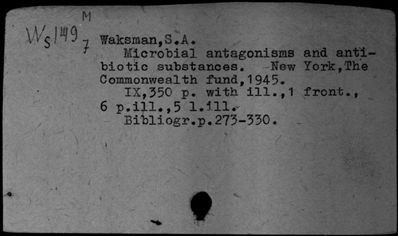 M
Ws 149
7
Waksman,S.A.
Microbial antagonisms and anti-
biotic substances. New York,The
Commonwealth fund,1945.
IX,350 p. with ill.,1 front.,
6 p.ill.,5 l.ill.
Bibliogr.p.273-330.